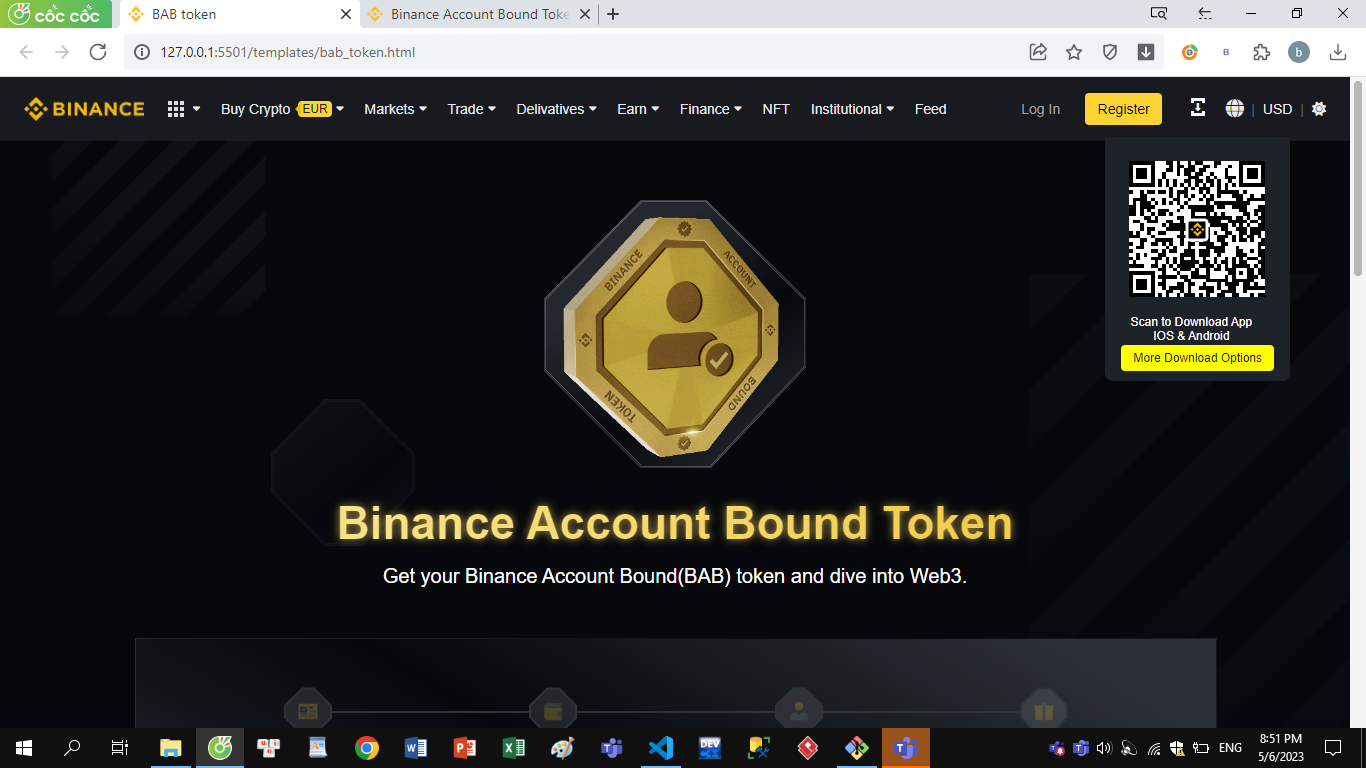 cốc cốc
BAB token
Binance Account Bound Toke
127.0.0.1:5501/templates/bab_token.html
B
b
BINANCE
Buy Crypto EUR Markets Trade Delivatives Earn Finance NFT Institutional Feed
Log In Register | USD |
BINANCE
ACCOUNT
TOKEN
BOUND
Scan to Download App
IOS & Android
More Download Options
Binance Account Bound Token
Get your Binance Account Bound(BAB) token and dive into Web3.
DEV
ENG
8:51 PM
5/6/2023